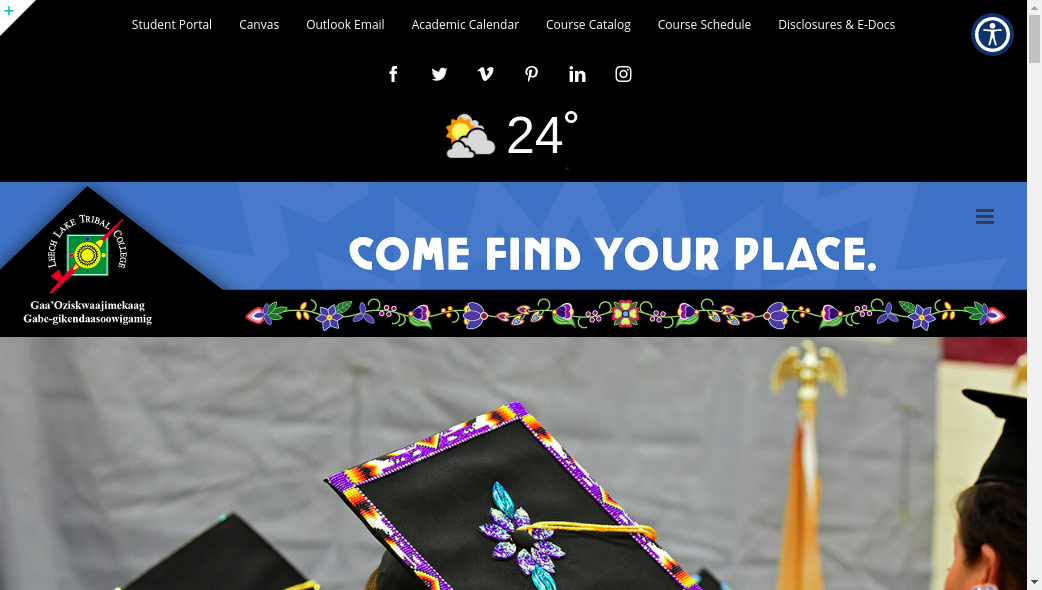 Student Portal Canvas Outlook Email Academic Calendar Course Catalog Course Schedule Disclosures & E-Docs
24°
LEECH LAKE TRIBAL COLLEGE
COME FIND YOUR PLACE.
Gaa'Oziskwaajimekaag
Gabe-gikendaasoowigamig